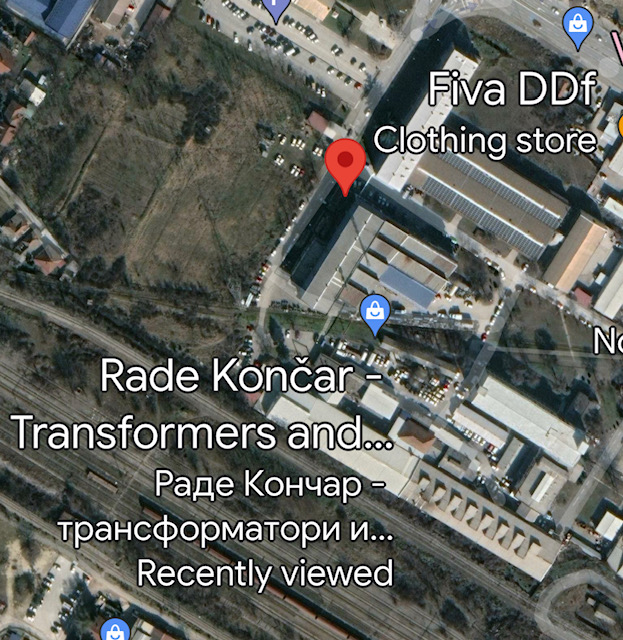 Fiva DDf
Clothing store
Rade Končar -
Transformers and...
Раде Кончар -
трансформатори и...
Recently viewed